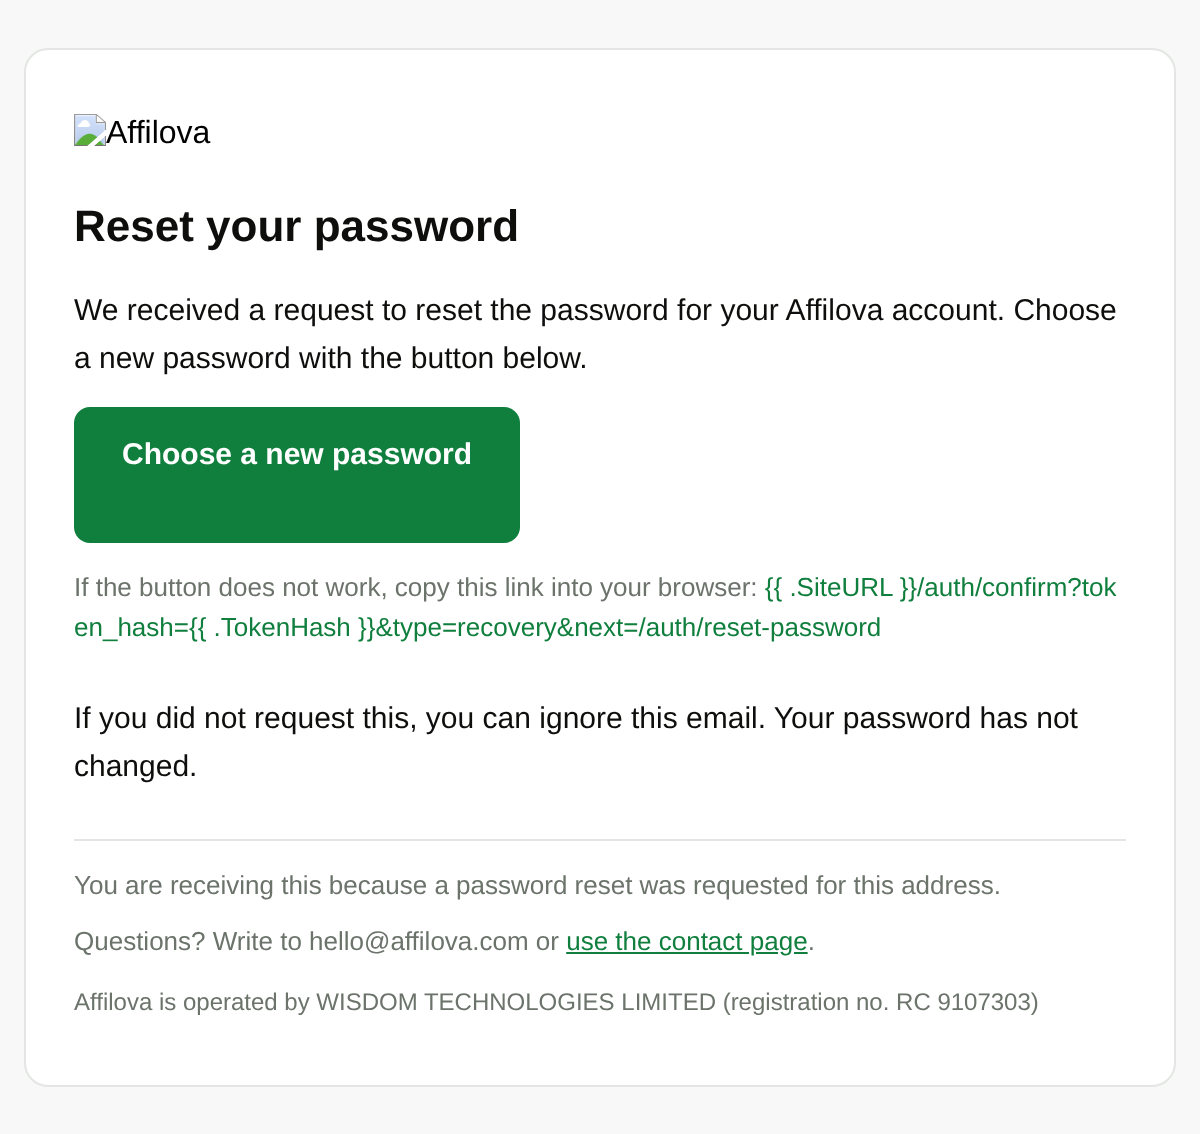 Affilova
Reset your password
We received a request to reset the password for your Affilova account. Choose
a new password with the button below.
Choose a new password
If the button does not work, copy this link into your browser: {{ .SiteURL }}/auth/confirm?tok
en_hash={{ .TokenHash }}&type=recovery&next=/auth/reset-password
If you did not request this, you can ignore this email. Your password has not
changed.
You are receiving this because a password reset was requested for this address.
Questions? Write to hello@affilova.com or use the contact page.
Affilova is operated by WISDOM TECHNOLOGIES LIMITED (registration no. RC 9107303)